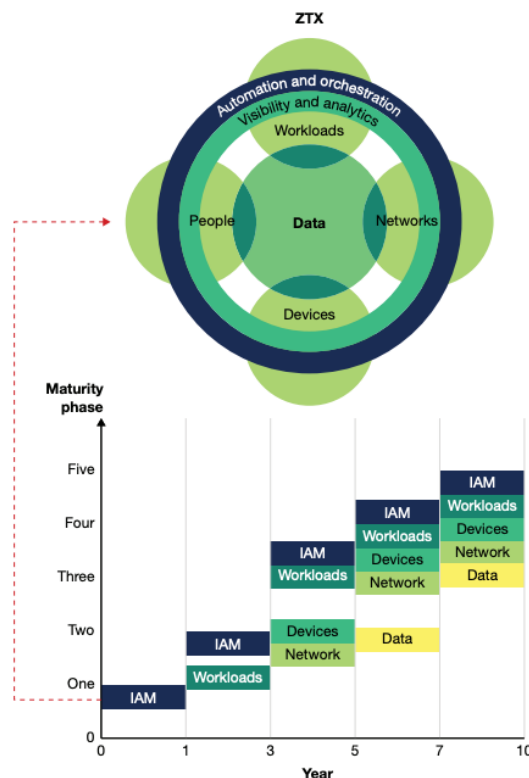 ZTX
Automation and orchestration
Visibility and analytics
Workloads
People
Data
Networks
Devices
Maturity
phase
Five
IAM
Workloads
Four
IAM
Devices
Workloads
Network
IAM
Devices
Three
Workloads
Network
Data
Two
Devices
Data
IAM
Network
One
Workloads
IAM
0
0
1
3
5
7
10
Year